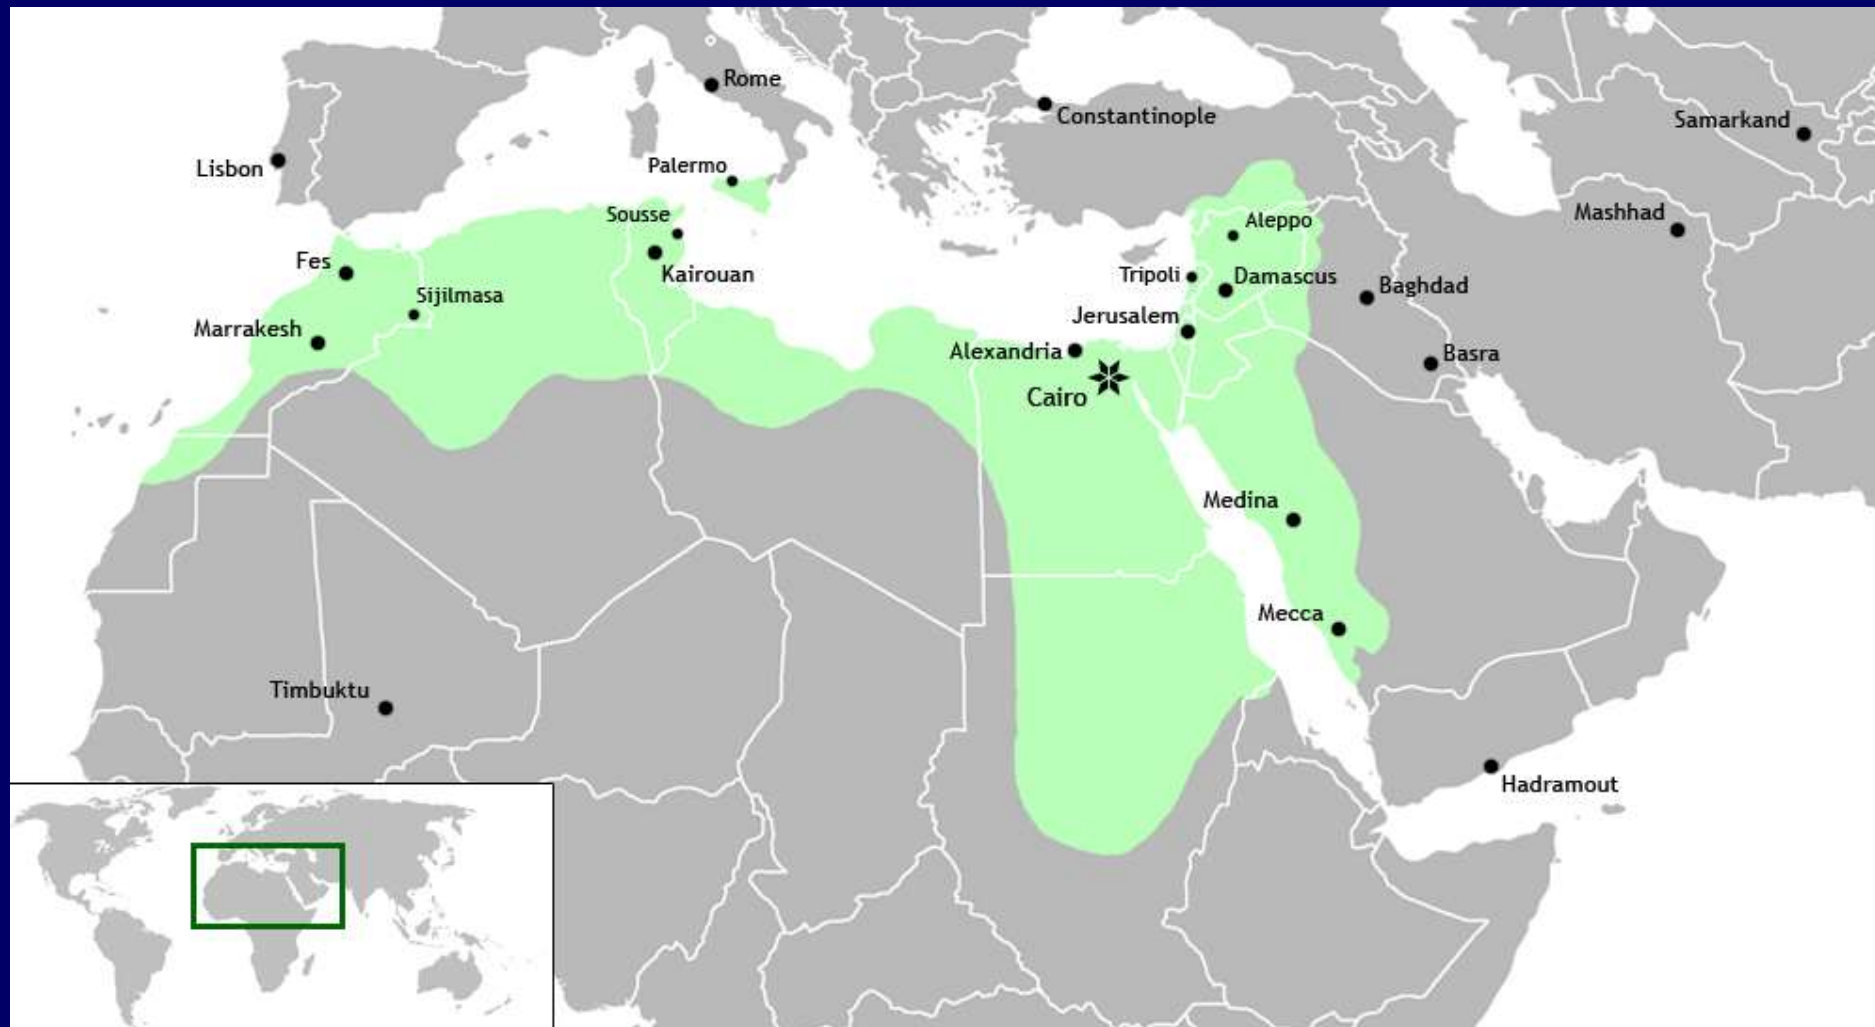 Rome
Constantinople
Samarkand
Lisbon
Palermo
Sousse
Mashhad
Aleppo
Fes
Kairouan
Tripoli
Damascus
Baghdad
Sijilmasa
Jerusalem
Marrakesh
Alexandria
Basra
Cairo
Medina
Mecca
Timbuktu
Hadramout